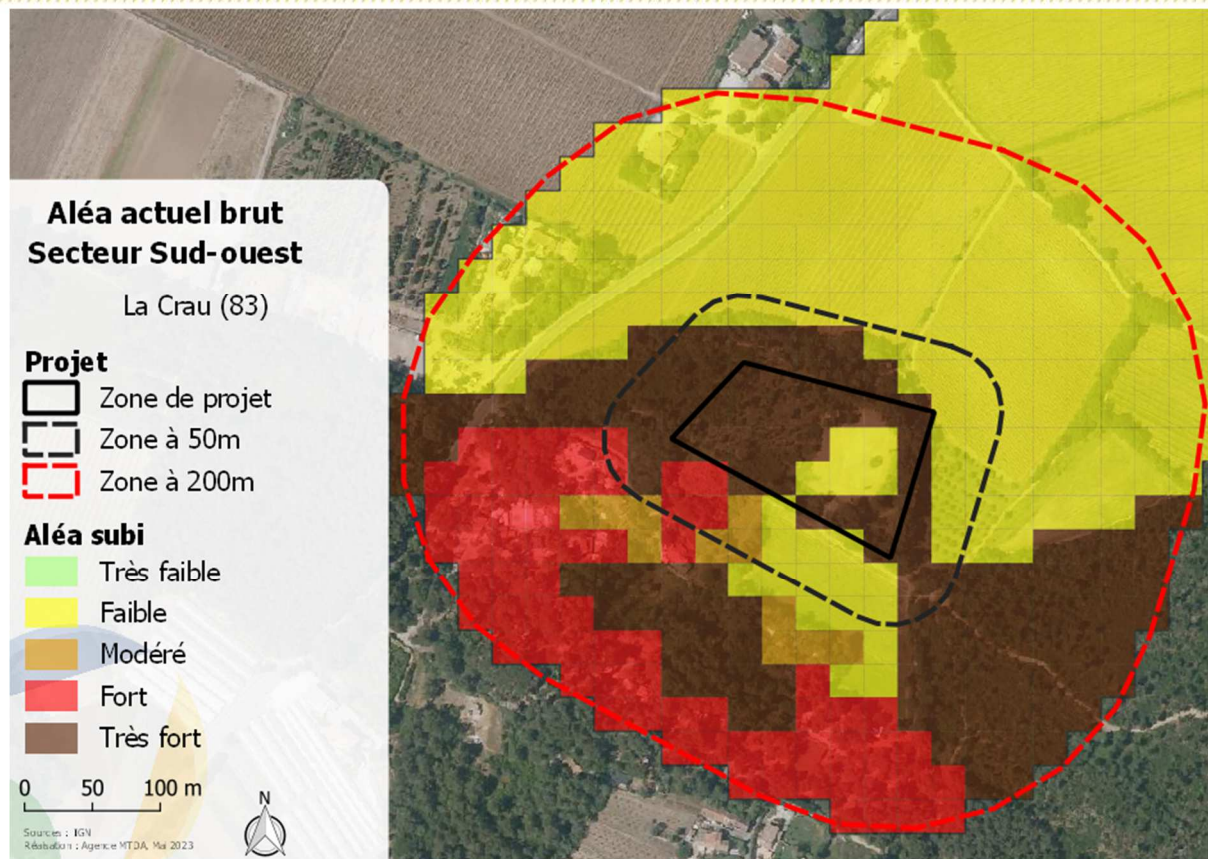 Aléa actuel brut
Secteur Sud-ouest
La Crau (83)
Projet
Zone de projet
Zone à 50m
Zone à 200m
Aléa subi
Très faible
Faible
Modéré
Fort
Très fort
0 50 100 m
N
Sources : IGN
Réalisation : Agence MTDA, Mai 2023